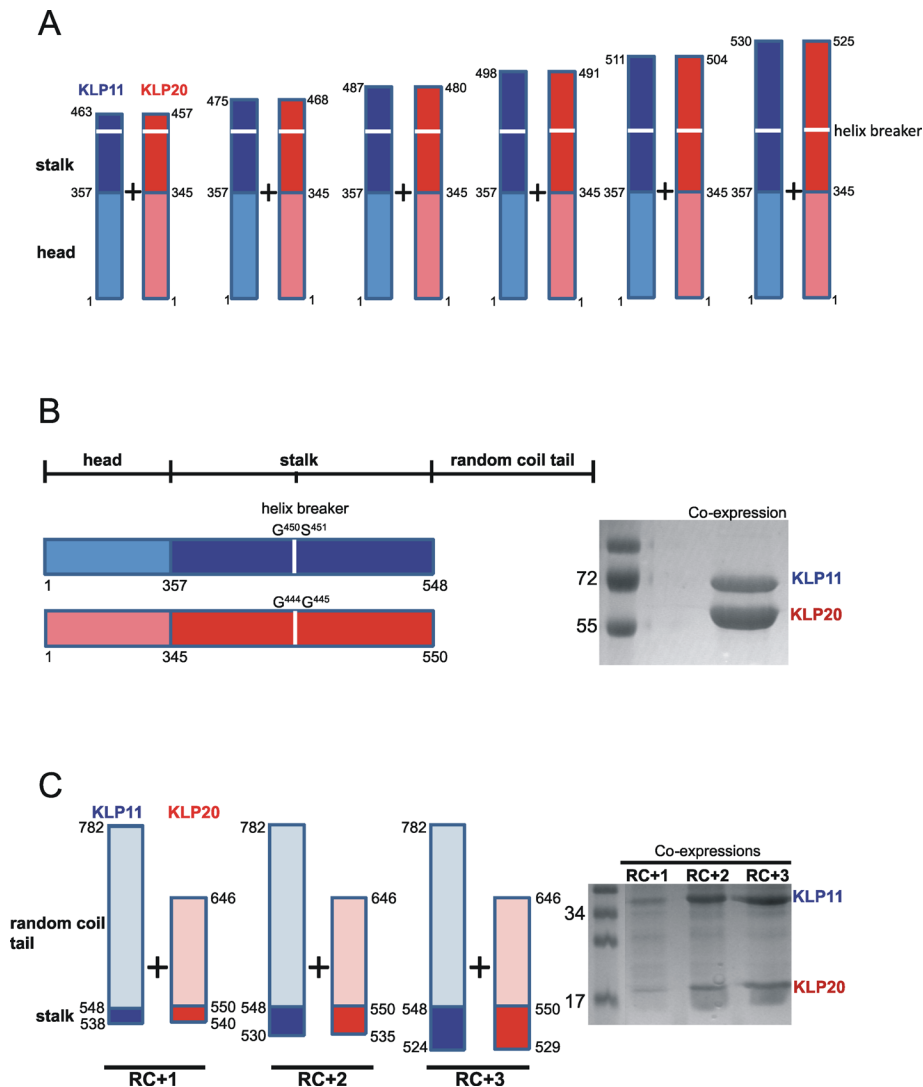 A
KLP11 KLP20
463 457 475 468 487 480 498 491 511 504 530 525
helix breaker
stalk
357 + 345 357 + 345 357 + 345 357 + 345 357 + 345 357 + 345
head
1 1 1 1 1 1 1 1 1 1 1 1
B
head stalk random coil tail
helix breaker
G450S451
1 357 548
G444G445
1 345 550
Co-expression
72 KLP11
KLP20
55
C
KLP11 KLP20
782 782 782
646 646 646
random coil
tail
+ + +
548 550 548 550 548 550
stalk
538 540 530 535 524 529
RC+1 RC+2 RC+3
Co-expressions
RC+1 RC+2 RC+3
KLP11
34
KLP20
17